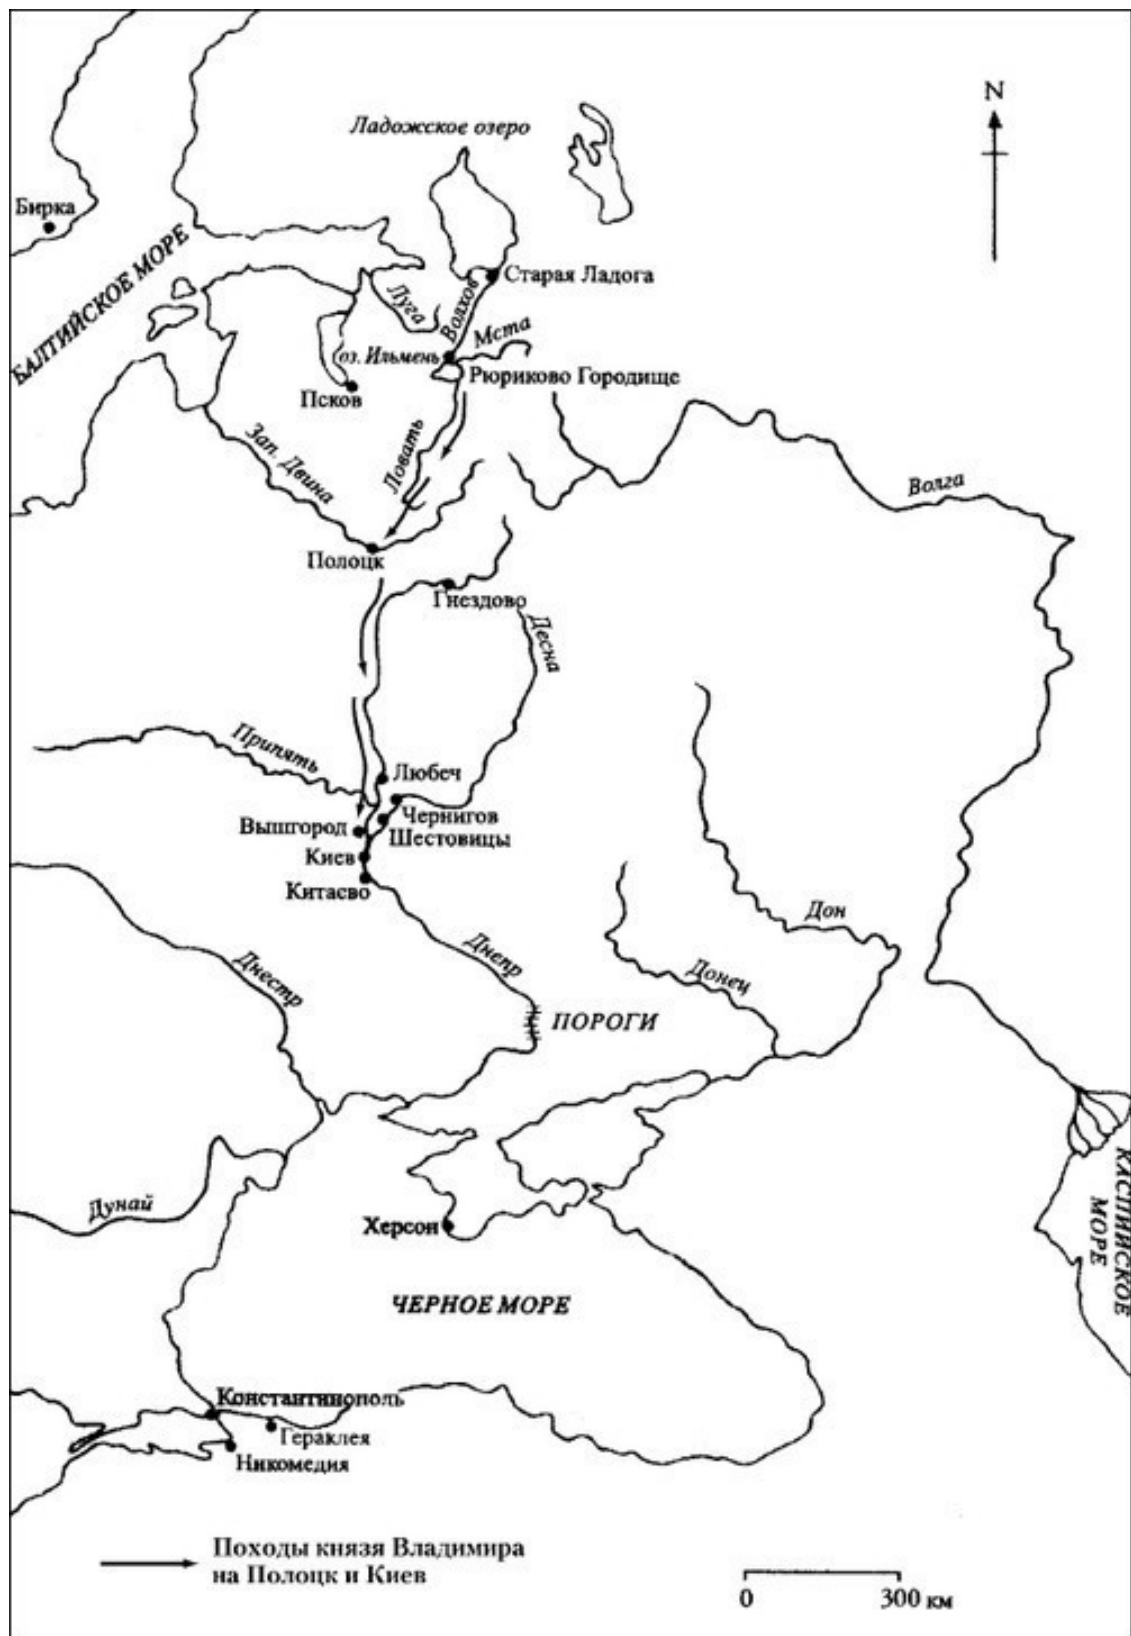 N
Ладожское озеро
Бирка
БАЛТИЙСКОЕ МОРЕ
Старая Ладога
Луга
Волхов
Мста
оз. Ильмень
Рюриково Городище
Псков
Зап. Двина
Ловать
Волга
Полоцк
Гнездово
Десна
Припять
Любеч
Чернигов
Вышгород
Шестовицы
Киев
Китаево
Дон
Днепр
Донец
Днестр
ПОРОГИ
Дунай
Херсон
КАСПИЙСКОЕ
МОРЕ
ЧЕРНОЕ МОРЕ
Константинополь
Гераклея
Никомедия
Походы князя Владимира
на Полоцк и Киев
0 300 км